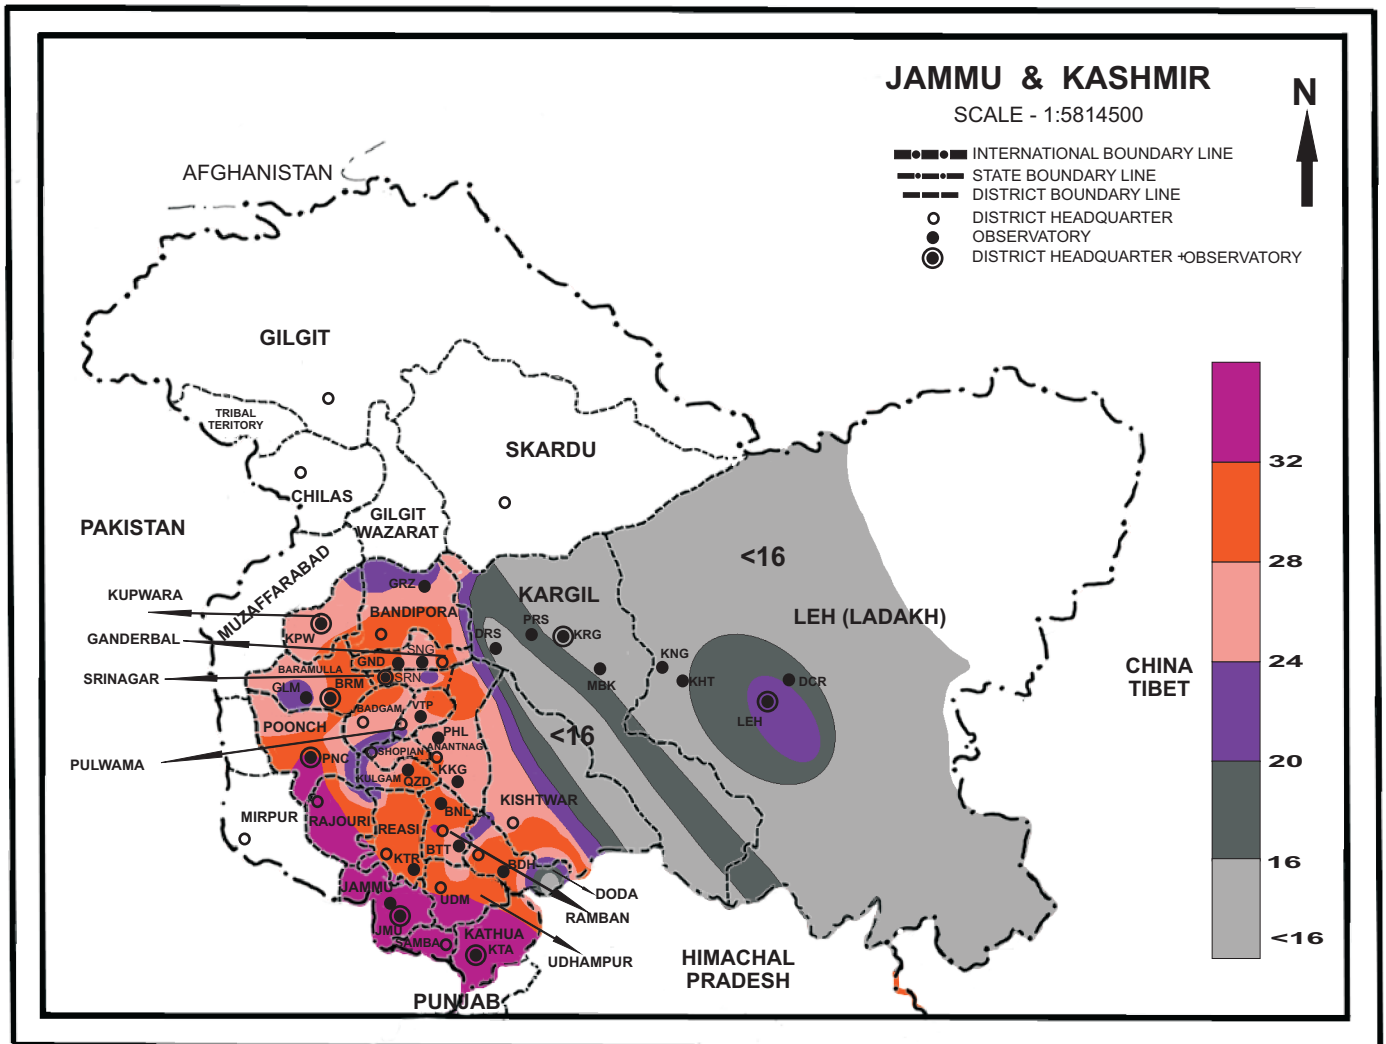 JAMMU & KASHMIR
SCALE - 1:5814500
N
INTERNATIONAL BOUNDARY LINE
STATE BOUNDARY LINE
DISTRICT BOUNDARY LINE
DISTRICT HEADQUARTER
OBSERVATORY
DISTRICT HEADQUARTER +OBSERVATORY
AFGHANISTAN
GILGIT
TRIBAL
TERITORY
SKARDU
CHILAS
GILGIT
WAZARAT
PAKISTAN
MUZAFFARABAD
<16
KUPWARA
GRZ
KARGIL
BANDIPORA
LEH (LADAKH)
GANDERBAL
KPW
PRS
DRS
KRG
SNG
GND
BARAMULLA
SRINAGAR
SRN
KNG
KHT
MBK
DCR
CHINA
TIBET
GLM
BRM
BADGAM
VTP
LEH
POONCH
PHL
<16
PULWAMA
PNC
SHOPIAN
ANANTNAG
KULGAM
QZD
KKG
KISHTWAR
MIRPUR
RAJOURI
REASI
BNL
BTT
KTR
BDH
JAMMU
UDM
DODA
RAMBAN
JMU
SAMBA
KATHUA
KTA
UDHAMPUR
HIMACHAL
PRADESH
PUNJAB
32
28
24
20
16
<16